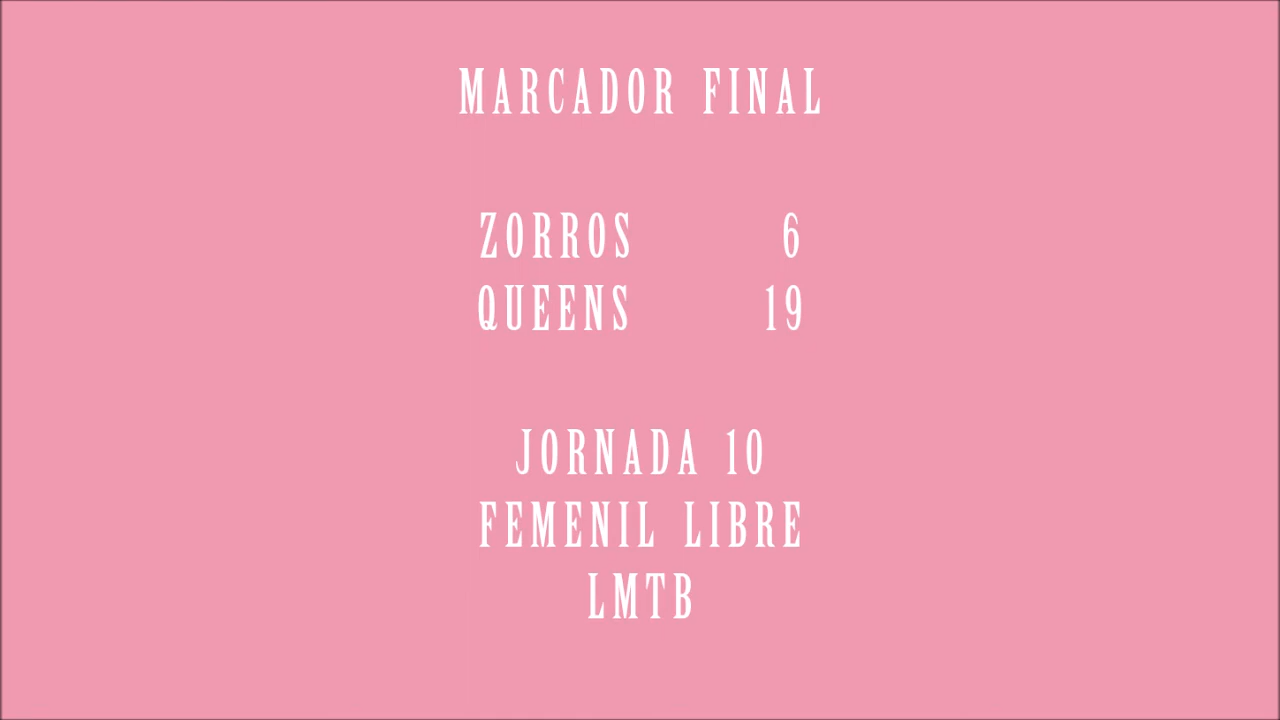 MARCADOR FINAL
ZORROS 6
QUEENS 19
JORNADA 10
FEMENIL LIBRE
LMTB